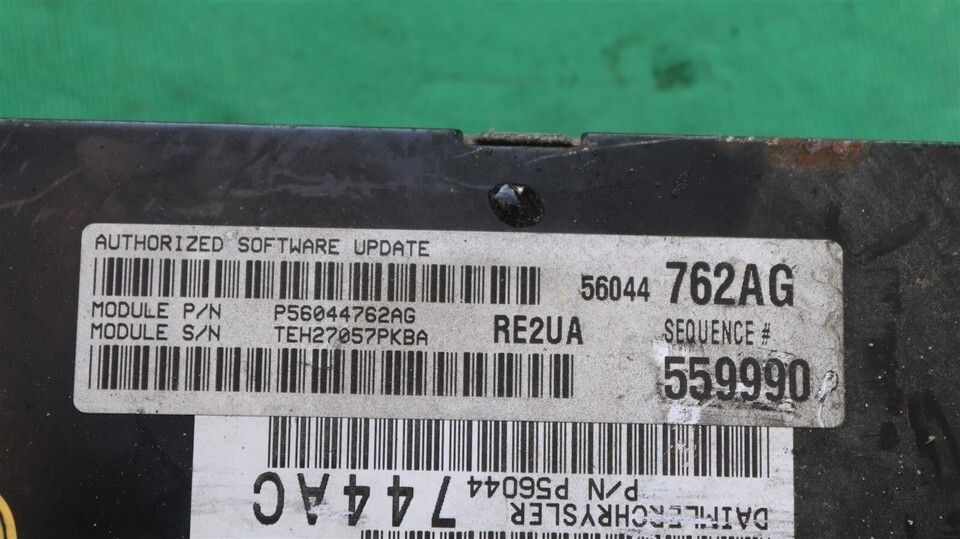 AUTHORIZED SOFTWARE UPDATE
56044 762AG
MODULE P/N P56044762AG
MODULE S/N TEH27057PKBA
RE2UA
SEQUENCE #
559990
DAIMLERCHRYSLER
P/N P56044
744AC